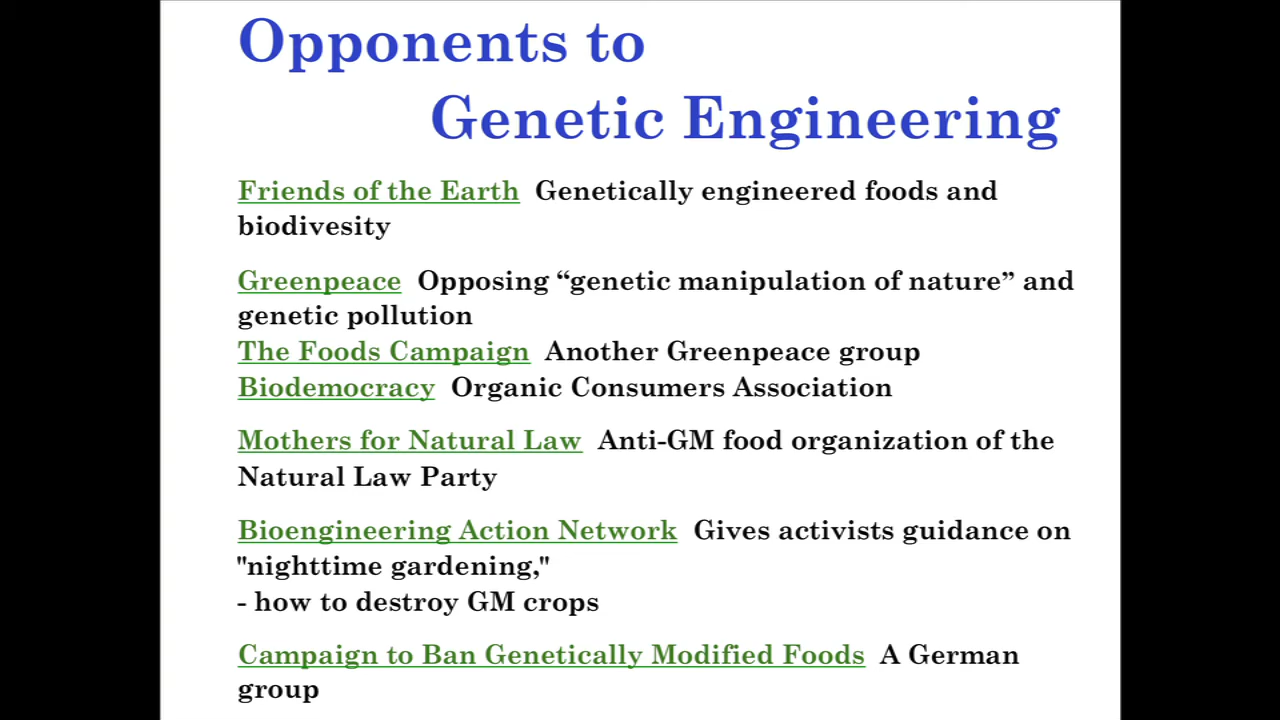 Opponents to
Genetic Engineering
Friends of the Earth Genetically engineered foods and
biodivesity
Greenpeace Opposing “genetic manipulation of nature” and
genetic pollution
The Foods Campaign Another Greenpeace group
Biodemocracy Organic Consumers Association
Mothers for Natural Law Anti-GM food organization of the
Natural Law Party
Bioengineering Action Network Gives activists guidance on
"nighttime gardening,"
- how to destroy GM crops
Campaign to Ban Genetically Modified Foods A German
group